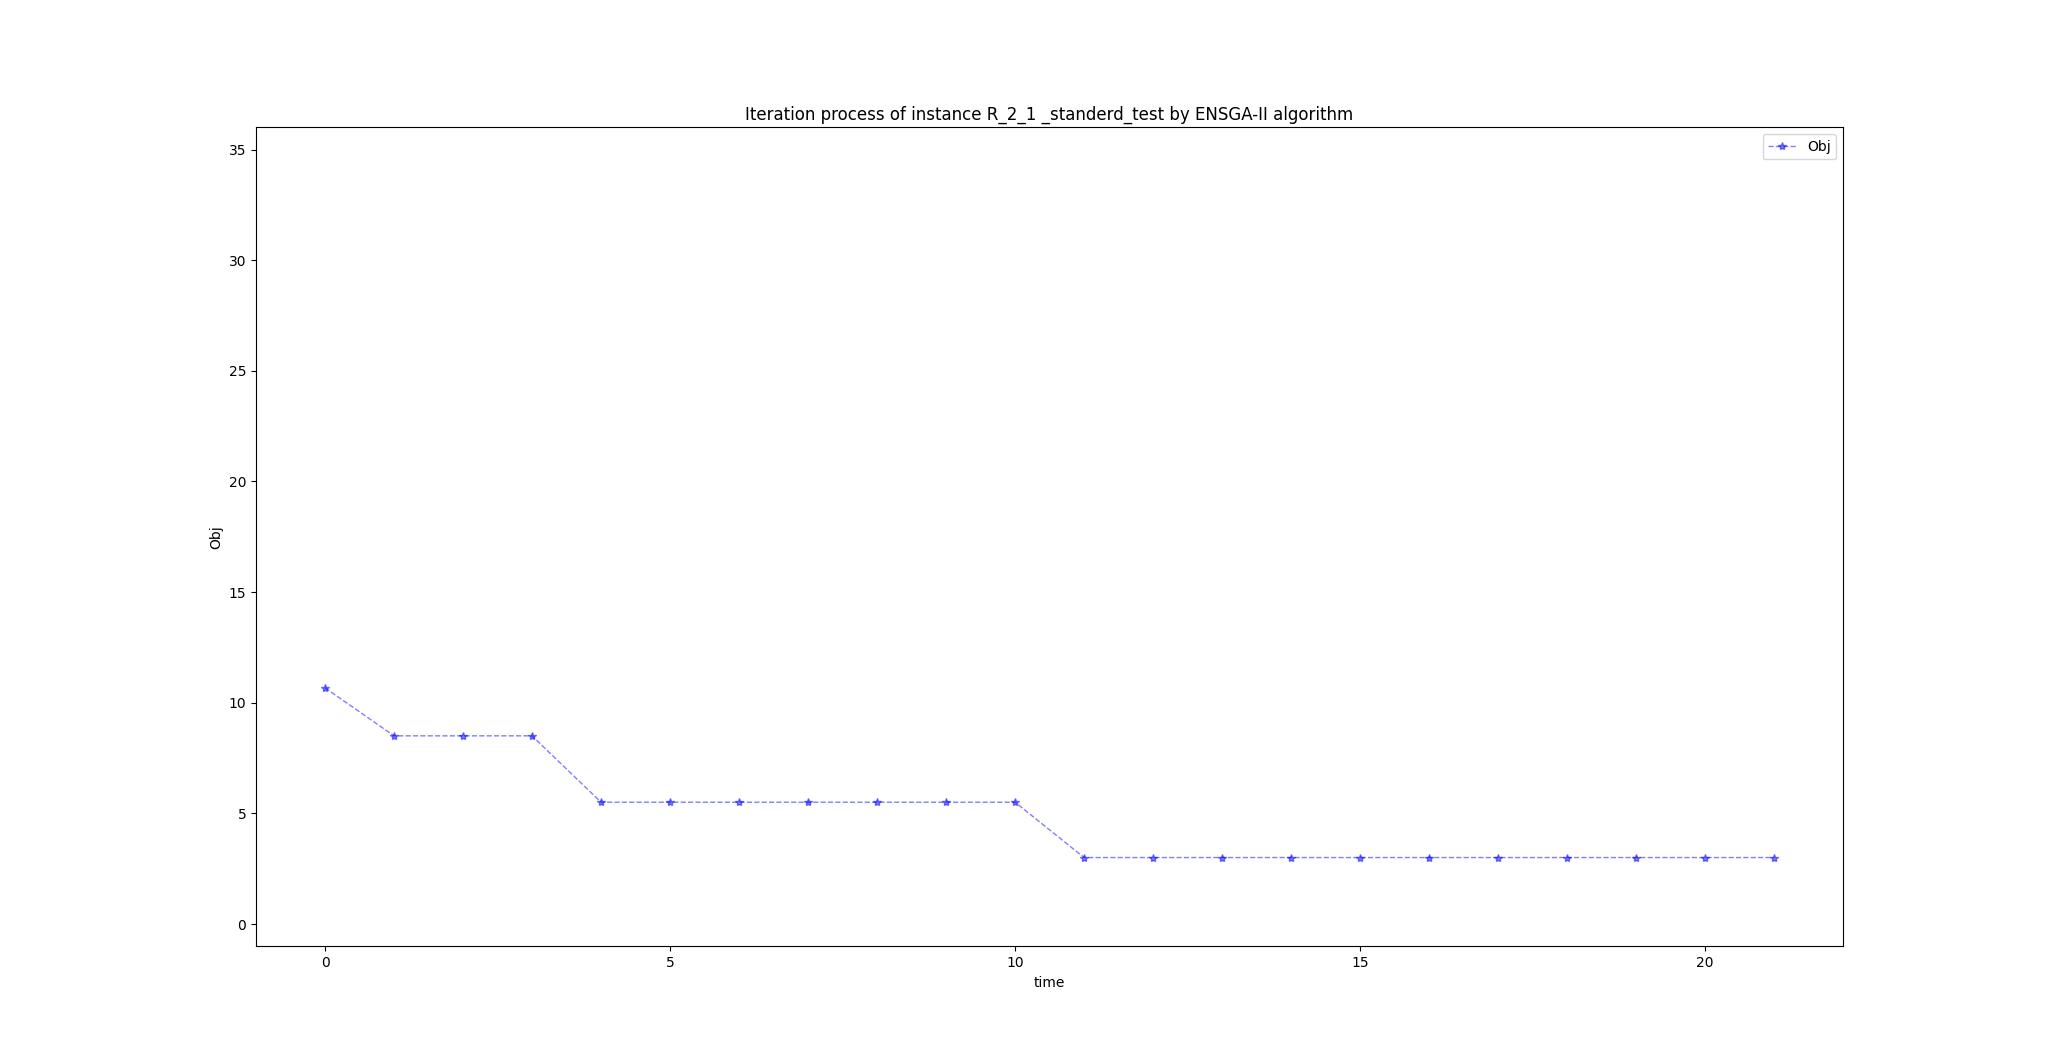 Iteration process of instance R_2_1 _standerd_test by ENSGA-II algorithm
Obj
35
30
25
20
15
10
5
0
Obj
0 5 10 15 20
time